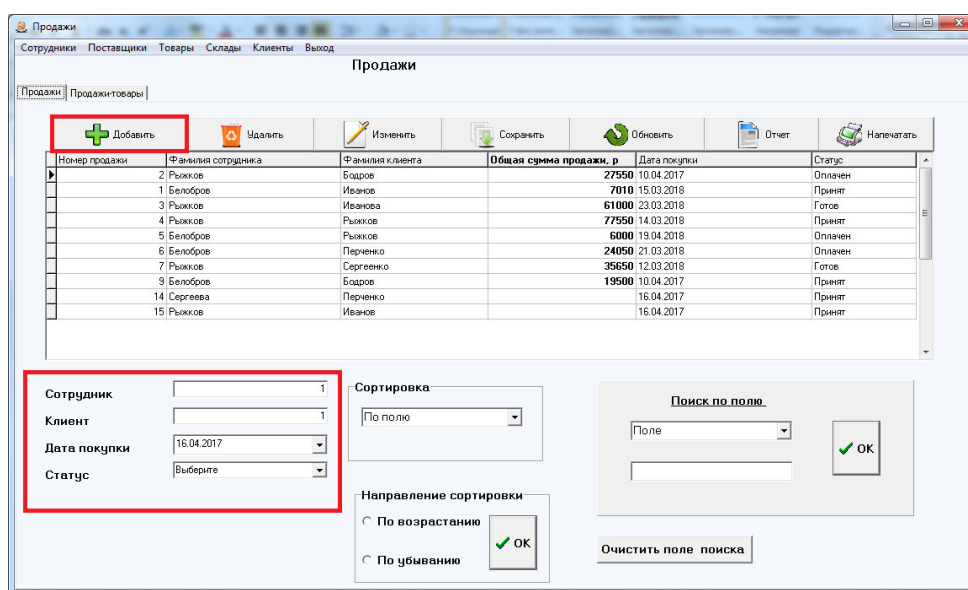 Продажи
Сотрудники Поставщики Товары Склады Клиенты Выход
Продажи
Продажи Продажи-товары
Добавить Удалить Изменить Сохранить Обновить Отчет Напечатать
Номер продажи Фамилия сотрудника Фамилия клиента Общая сумма продажи, р Дата покупки Статус
2 Рыжков Бодров 27550 10.04.2017 Оплачен
1 Белобров Иванов 7010 15.03.2018 Принят
3 Рыжков Иванова 61000 23.03.2018 Готов
4 Рыжков Рыжков 77550 14.03.2018 Принят
5 Белобров Рыжков 6000 19.04.2018 Оплачен
6 Белобров Перченко 24050 21.03.2018 Оплачен
7 Рыжков Сергеенко 35650 12.03.2018 Готов
9 Белобров Бодров 19500 10.04.2017 Принят
14 Сергеева Перченко 16.04.2017 Принят
15 Рыжков Иванов 16.04.2017 Принят
Сотрудник 1
Клиент 1
Дата покупки 16.04.2017
Статус Выберите
Сортировка
По полю
Направление сортировки
По возрастанию
По убыванию
OK
Поиск по полю
Поле
OK
Очистить поле поиска